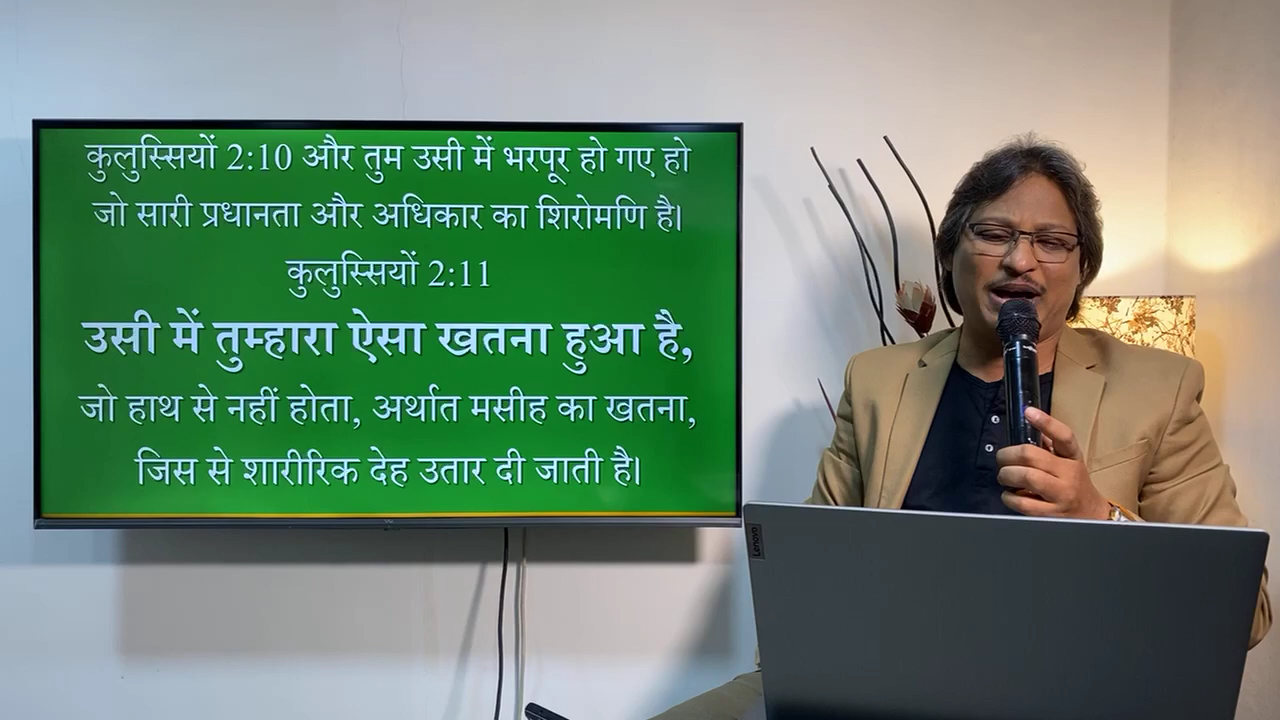 कुलुस्सियों 2:10 और तुम उसी में भरपूर हो गए हो
जो सारी प्रधानता और अधिकार का शिरोमणि है।
कुलुस्सियों 2:11
उसी में तुम्हारा ऐसा खतना हुआ है,
जो हाथ से नहीं होता, अर्थात मसीह का खतना,
जिस से शारीरिक देह उतार दी जाती है।
Lenovo